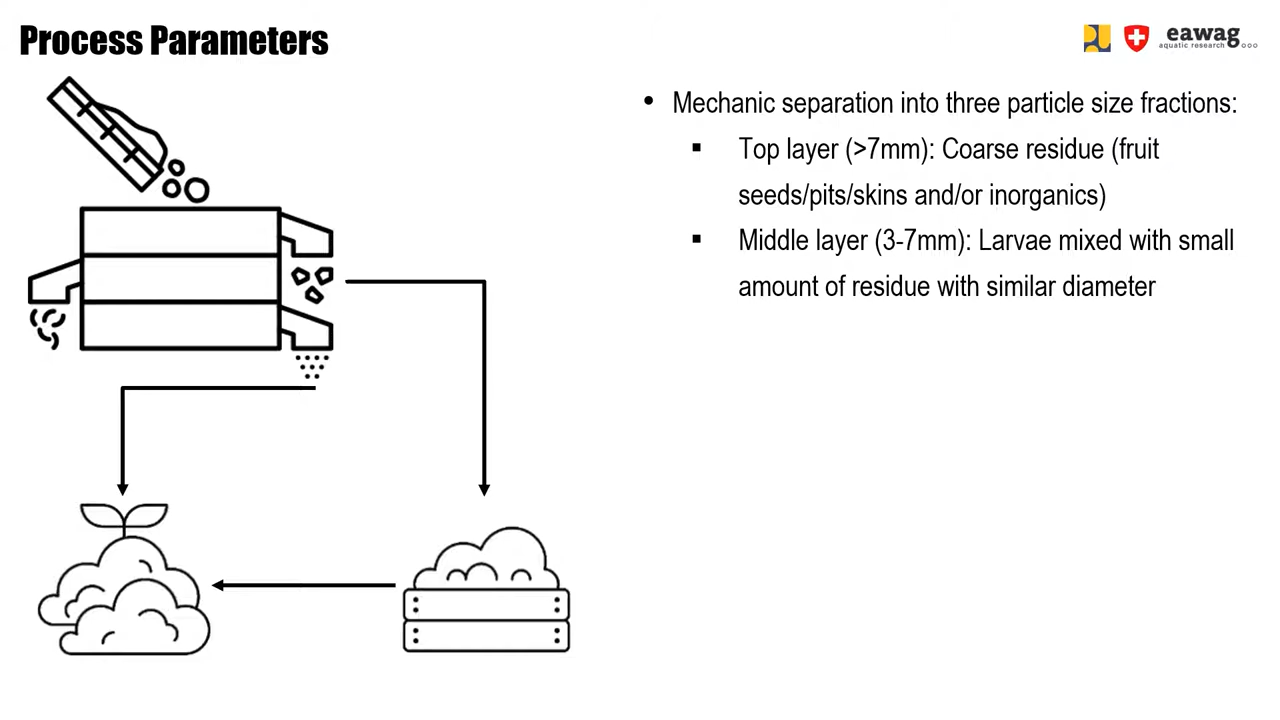 Process Parameters
eawag
aquatic research
• Mechanic separation into three particle size fractions:
▪ Top layer (>7mm): Coarse residue (fruit
seeds/pits/skins and/or inorganics)
▪ Middle layer (3-7mm): Larvae mixed with small
amount of residue with similar diameter